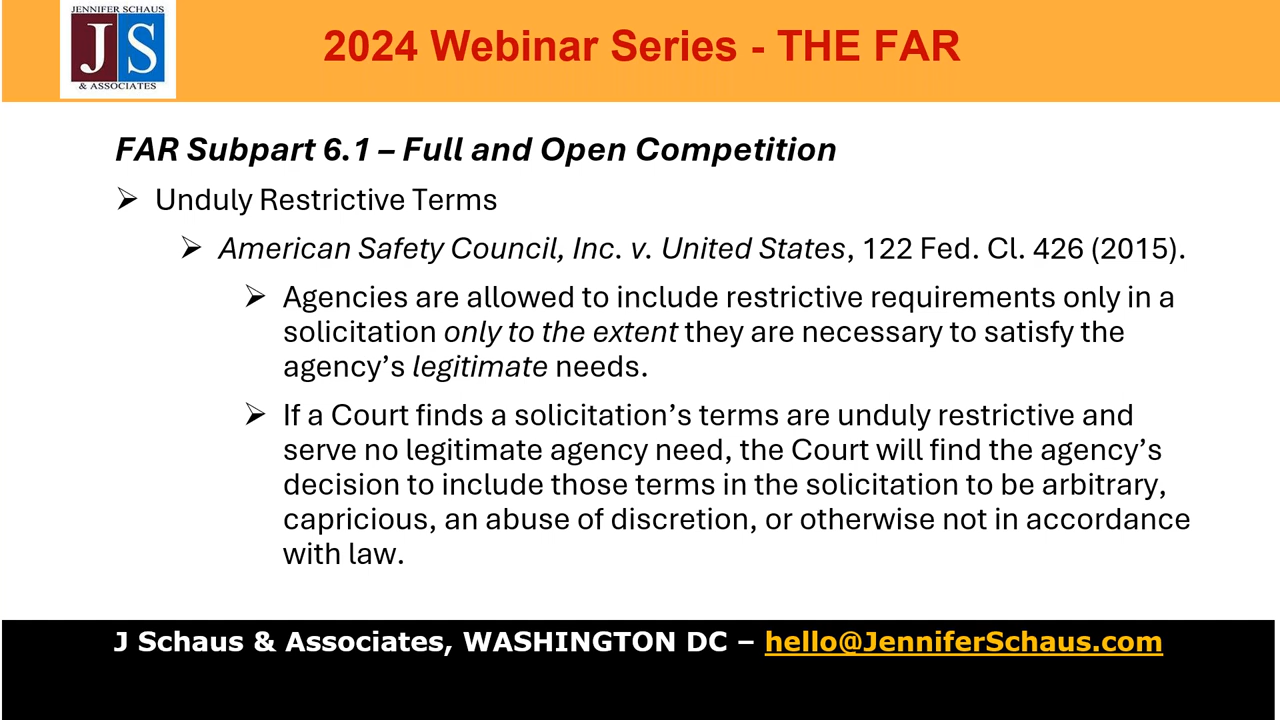 JENNIFER SCHAUS
JS
& ASSOCIATES
2024 Webinar Series - THE FAR
FAR Subpart 6.1 – Full and Open Competition
➢ Unduly Restrictive Terms
➢ American Safety Council, Inc. v. United States, 122 Fed. Cl. 426 (2015).
➢ Agencies are allowed to include restrictive requirements only in a
solicitation only to the extent they are necessary to satisfy the
agency’s legitimate needs.
➢ If a Court finds a solicitation’s terms are unduly restrictive and
serve no legitimate agency need, the Court will find the agency’s
decision to include those terms in the solicitation to be arbitrary,
capricious, an abuse of discretion, or otherwise not in accordance
with law.
J Schaus & Associates, WASHINGTON DC – hello@JenniferSchaus.com